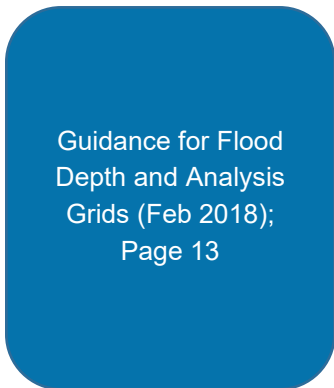 Guidance for Flood
Depth and Analysis
Grids (Feb 2018);
Page 13